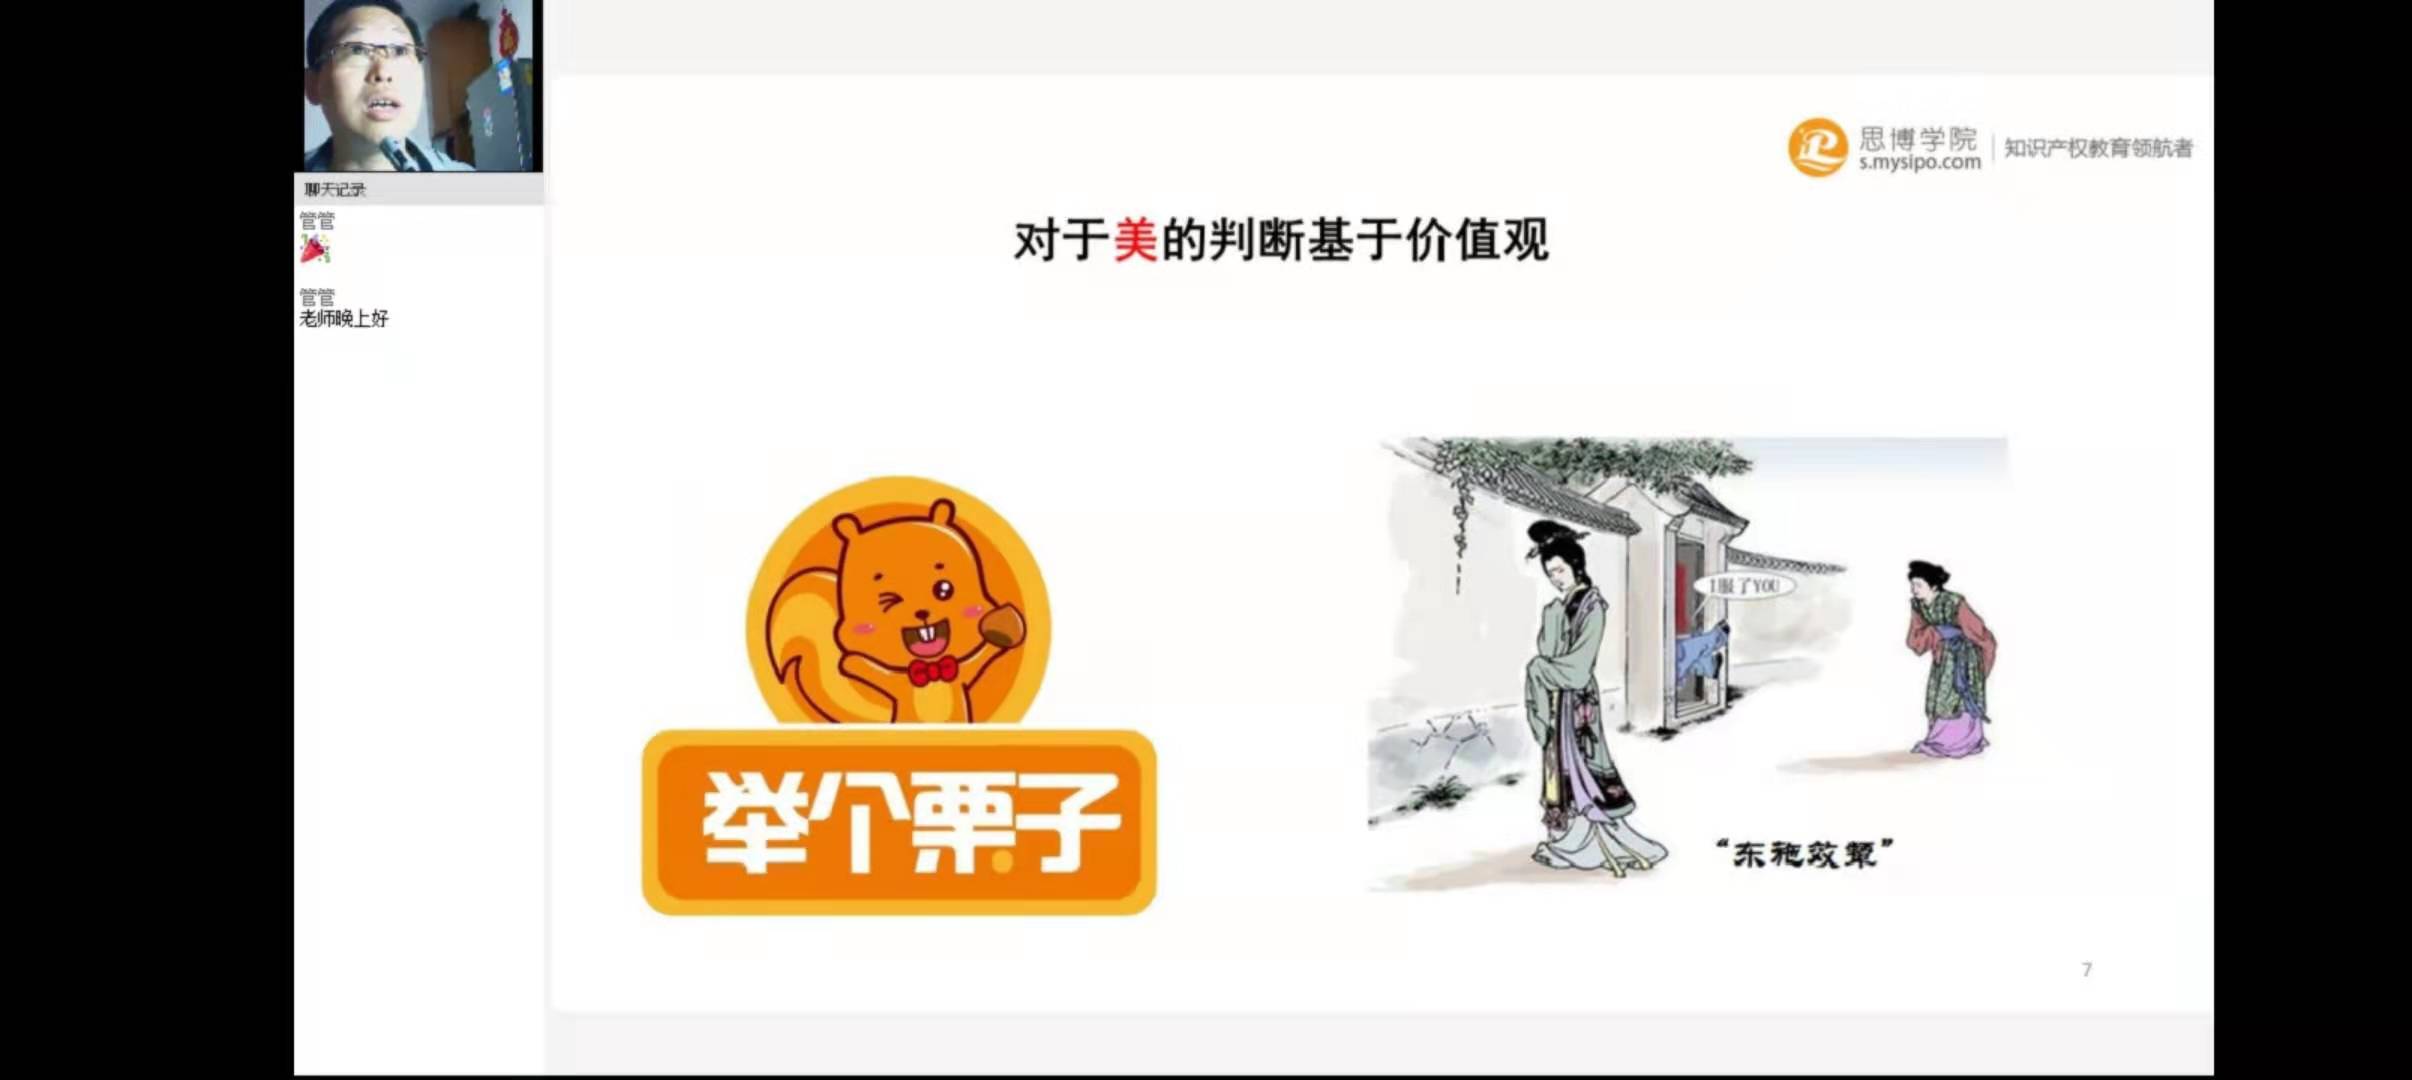 聊天记录
管管
管管
老师晚上好
思博学院
s.mysipo.com
知识产权教育领航者
对于美的判断基于价值观
I服了YOU
举个栗子
“东施效颦”
7